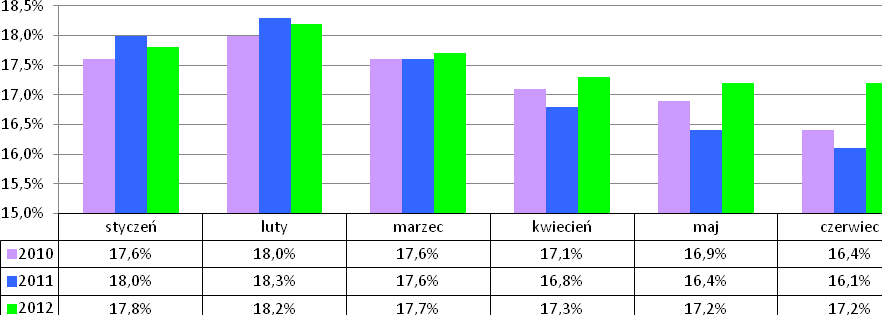 18,5%
18,0%
17,5%
17,0%
16,5%
16,0%
15,5%
15,0%
styczeń luty marzec kwiecień maj czerwiec
2010 17,6% 18,0% 17,6% 17,1% 16,9% 16,4%
2011 18,0% 18,3% 17,6% 16,8% 16,4% 16,1%
2012 17,8% 18,2% 17,7% 17,3% 17,2% 17,2%